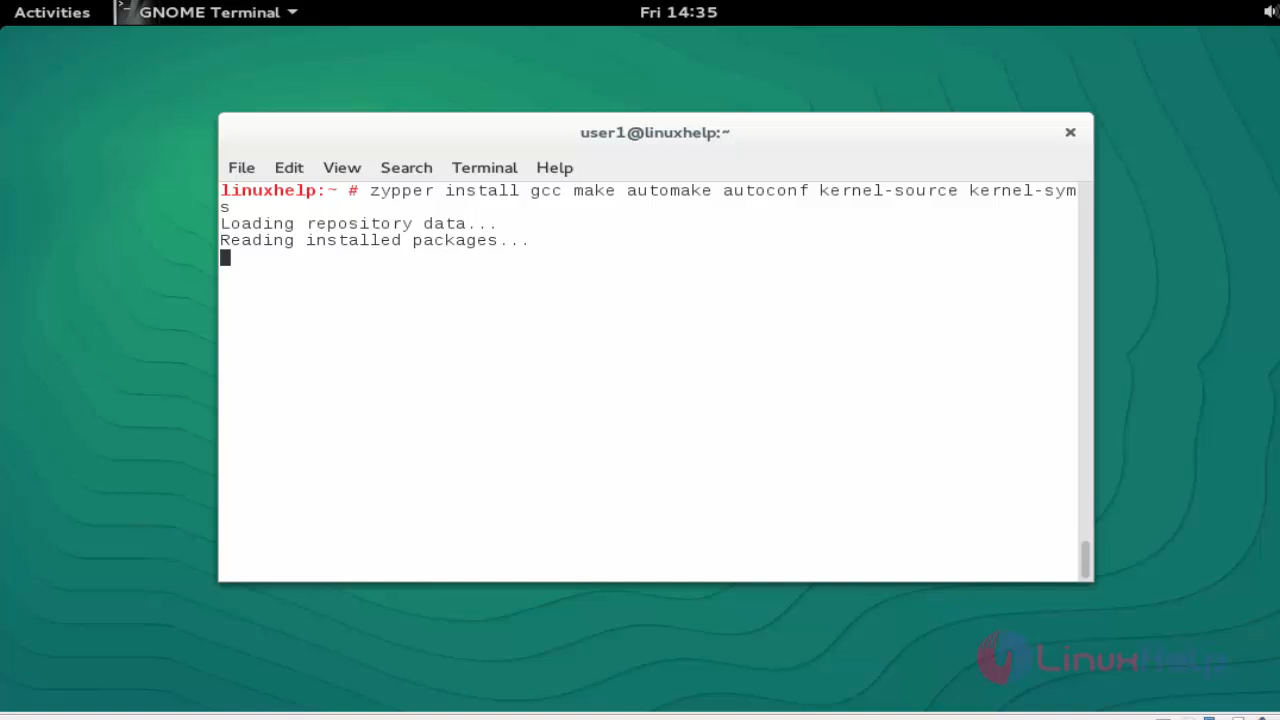 Activities GNOME Terminal Fri 14:35
user1@linuxhelp:~
File Edit View Search Terminal Help
linuxhelp:~ # zypper install gcc make automake autoconf kernel-source kernel-sym
s
Loading repository data...
Reading installed packages...
LinuxHelp